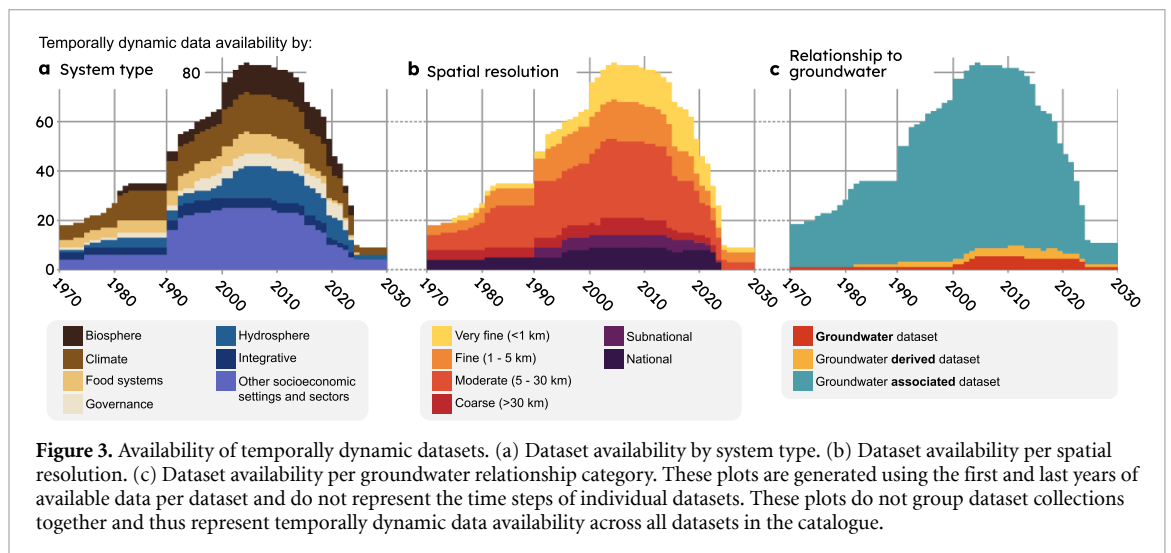 Temporally dynamic data availability by:
a System type
80
60
40
20
0
1970
1980
1990
2000
2010
2020
2030
b Spatial resolution
1970
1980
1990
2000
2010
2020
2030
c Relationship to
groundwater
1970
1980
1990
2000
2010
2020
2030
Biosphere
Climate
Food systems
Governance
Hydrosphere
Integrative
Other socioeconomic
settings and sectors
Very fine (<1 km)
Fine (1 - 5 km)
Moderate (5 - 30 km)
Coarse (>30 km)
Subnational
National
Groundwater dataset
Groundwater derived dataset
Groundwater associated dataset
Figure 3. Availability of temporally dynamic datasets. (a) Dataset availability by system type. (b) Dataset availability per spatial
resolution. (c) Dataset availability per groundwater relationship category. These plots are generated using the first and last years of
available data per dataset and do not represent the time steps of individual datasets. These plots do not group dataset collections
together and thus represent temporally dynamic data availability across all datasets in the catalogue.